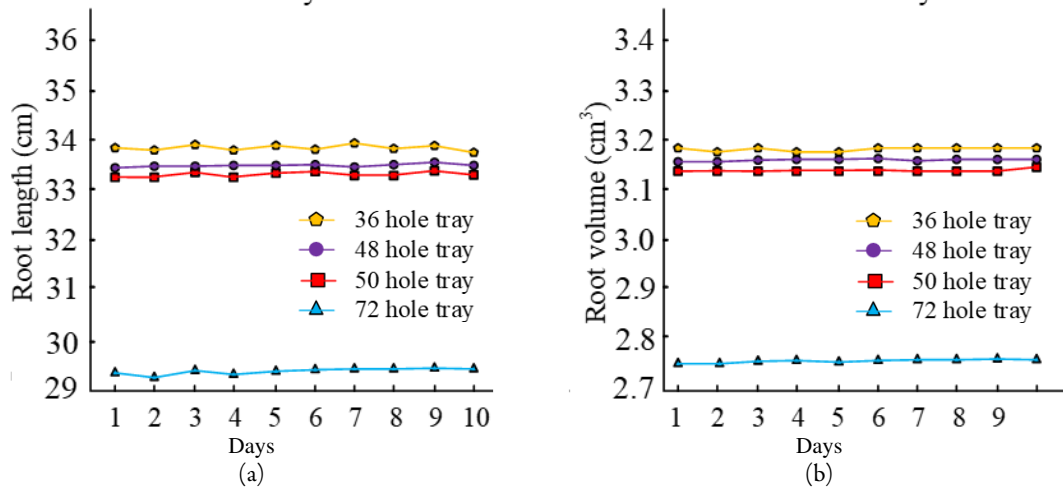 Root length (cm)
36
35
34
33
32
31
30
29
36 hole tray
48 hole tray
50 hole tray
72 hole tray
1 2 3 4 5 6 7 8 9 10
Days
(a)
Root volume (cm³)
3.4
3.3
3.2
3.1
3.0
2.9
2.8
2.7
36 hole tray
48 hole tray
50 hole tray
72 hole tray
1 2 3 4 5 6 7 8 9
Days
(b)